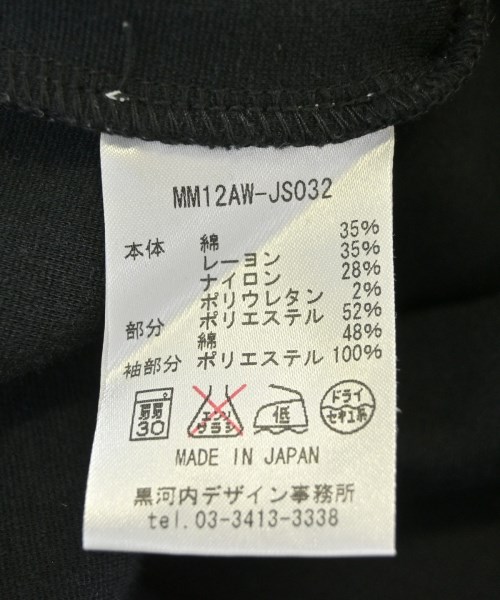 MM12AW-JS032
本体 綿 35%
レーヨン 35%
ナイロン 28%
ポリウレタン 2%
部分 ポリエステル 52%
綿 48%
袖部分 ポリエステル 100%
弱 30 エンソ サラシ 低 ドライ セキユ系
MADE IN JAPAN
黒河内デザイン事務所
tel. 03-3413-3338